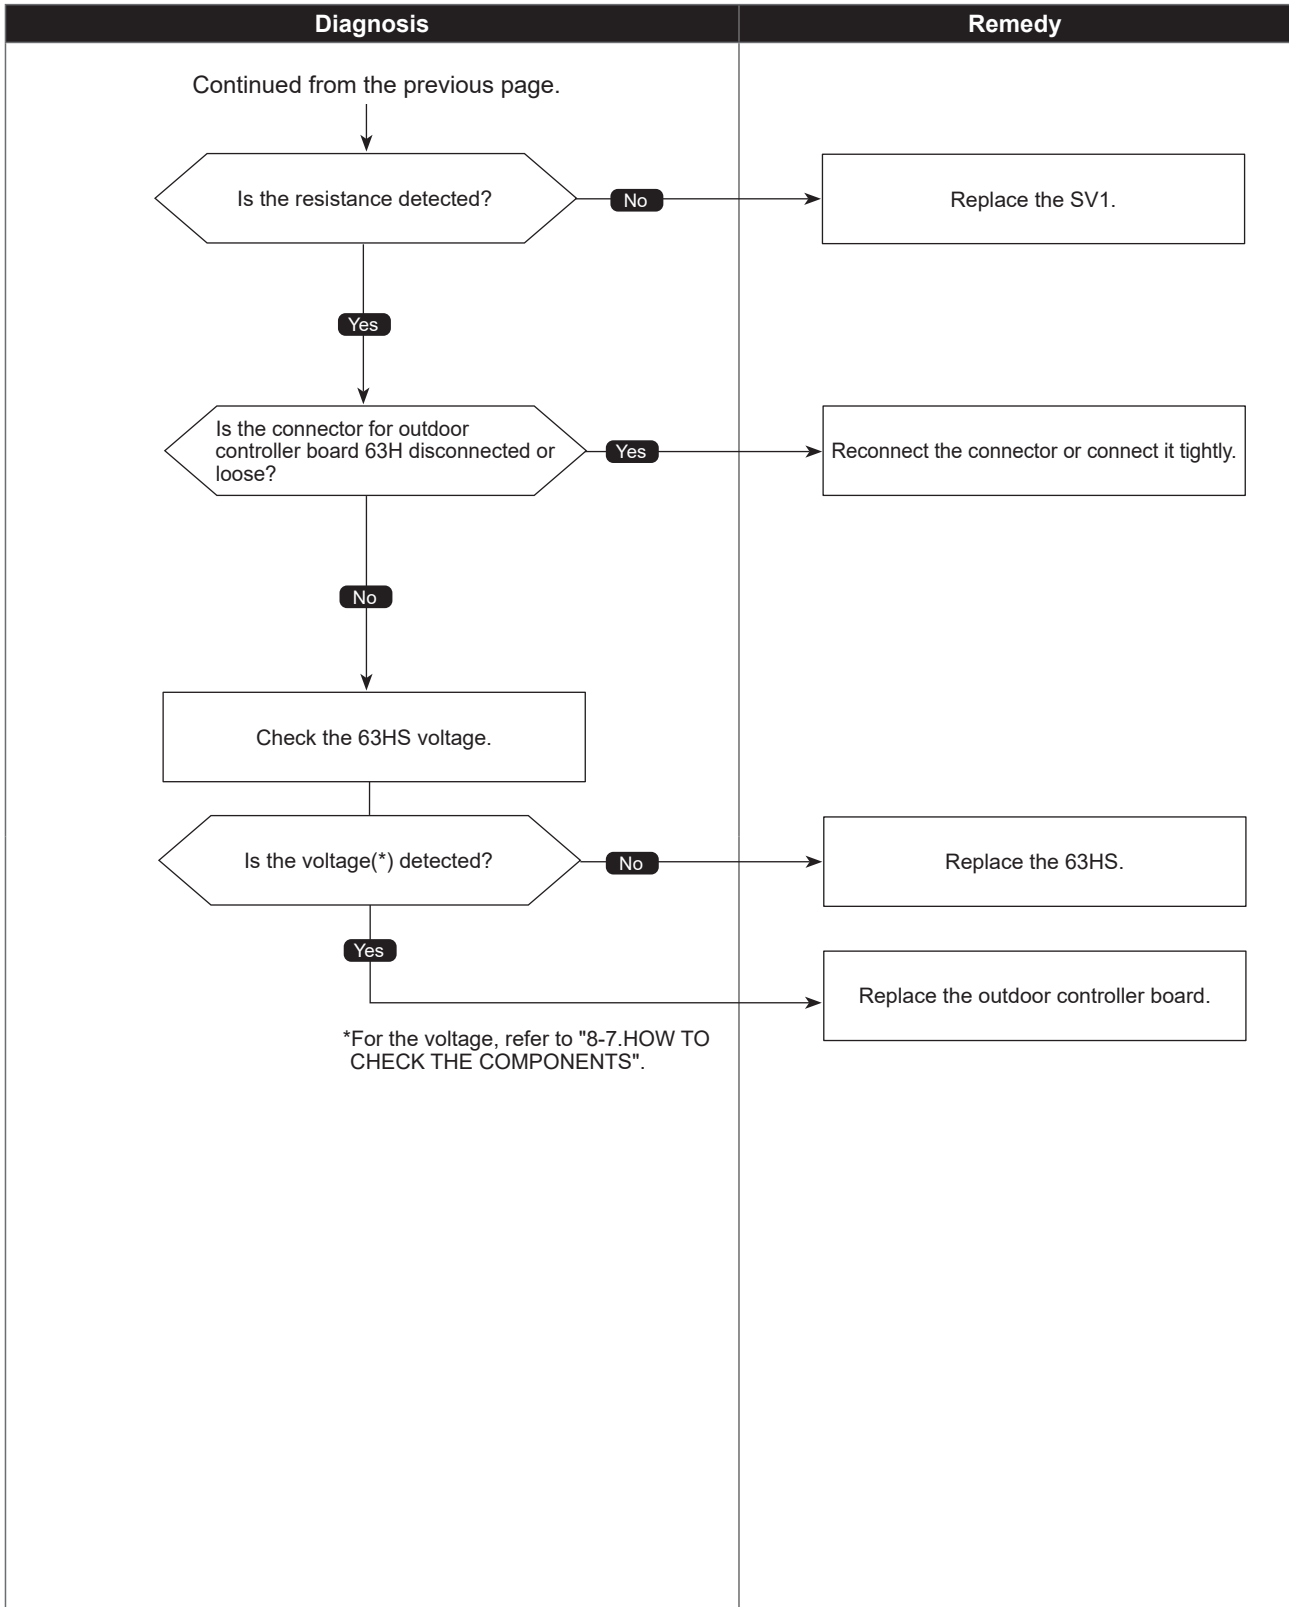 Diagnosis
Remedy
Continued from the previous page.
Is the resistance detected?
No
Replace the SV1.
Yes
Is the connector for outdoor
controller board 63H disconnected or
loose?
Yes
Reconnect the connector or connect it tightly.
No
Check the 63HS voltage.
Is the voltage(*) detected?
No
Replace the 63HS.
Yes
Replace the outdoor controller board.
*For the voltage, refer to "8-7.HOW TO
CHECK THE COMPONENTS".